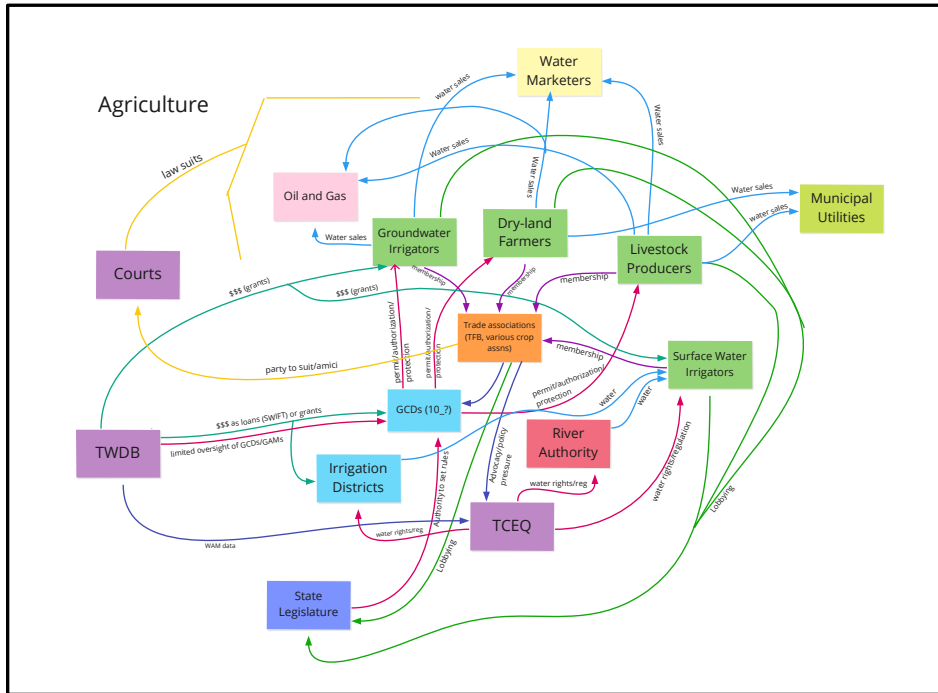 Water
Marketers
Agriculture
water sales
Water sales
Water sales
law suits
Water sales
Oil and Gas
Water sales
Municipal
Utilities
water sales
Water sales
Groundwater
Irrigators
Dry-land
Farmers
Livestock
Producers
Courts
membership
membership
membership
$$$ (grants)
$$$ (grants)
Trade associations
(TFB, various crop
assns)
permit/authorization/
protection
permit/authorization/
protection
membership
Surface Water
Irrigators
party to suit/amici
permit/authorization/
protection
water
water
GCDs (10_?)
$$$ as loans (SWIFT) or grants
limited oversight of GCDs/GAMs
TWDB
River
Authority
Irrigation
Districts
Authority to set rules
Advocacy/policy
pressure
water rights/reg
water rights/regulation
Lobbying
TCEQ
water rights/reg
WAM data
Lobbying
State
Legislature